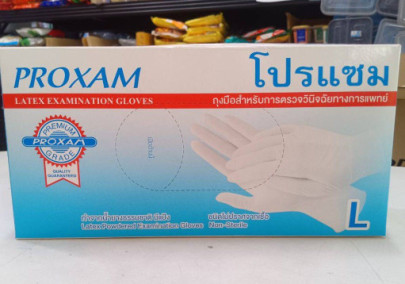 PROXAM
โปรแซม
LATEX EXAMINATION GLOVES
ถุงมือสำหรับการตรวจวินิจฉัยทางการแพทย์
PREMIUM
PROXAM
GRADE
QUALITY
GUARANTEED
Latex Powdered Examination Gloves Non-Sterile
L